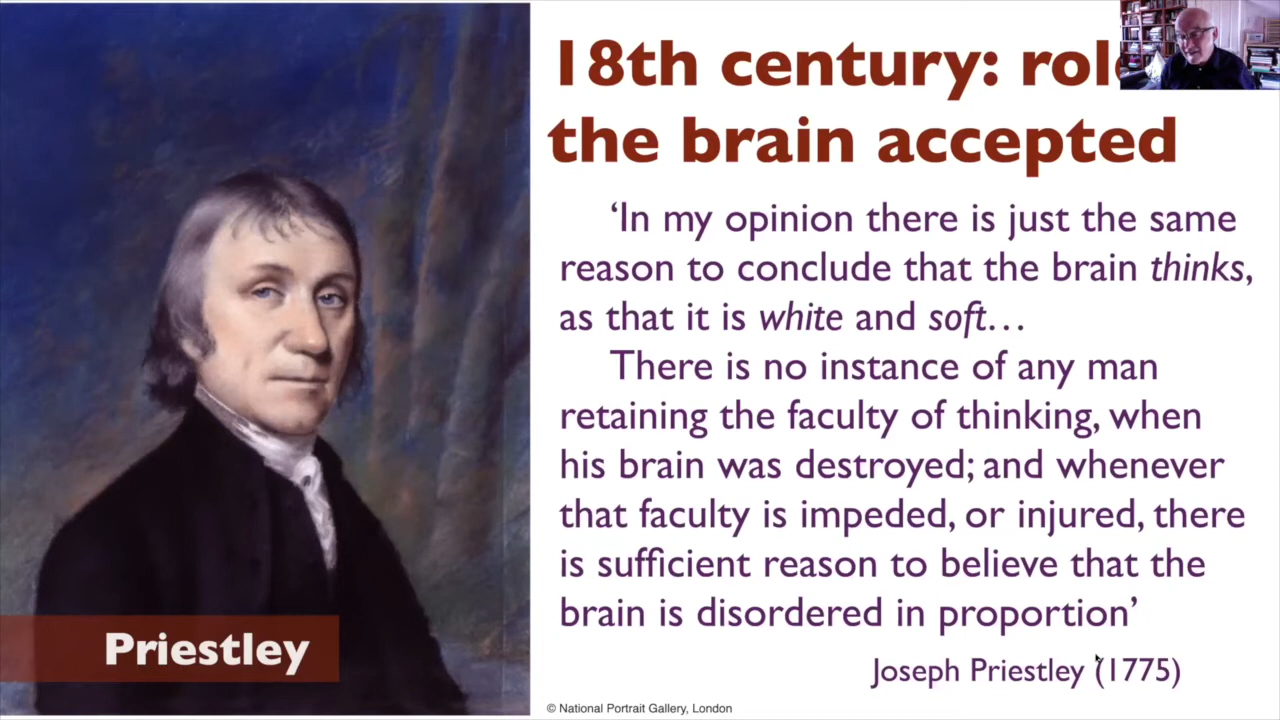 18th century: role
the brain accepted
‘In my opinion there is just the same
reason to conclude that the brain thinks,
as that it is white and soft…
There is no instance of any man
retaining the faculty of thinking, when
his brain was destroyed; and whenever
that faculty is impeded, or injured, there
is sufficient reason to believe that the
brain is disordered in proportion’
Joseph Priestley (1775)
Priestley
© National Portrait Gallery, London